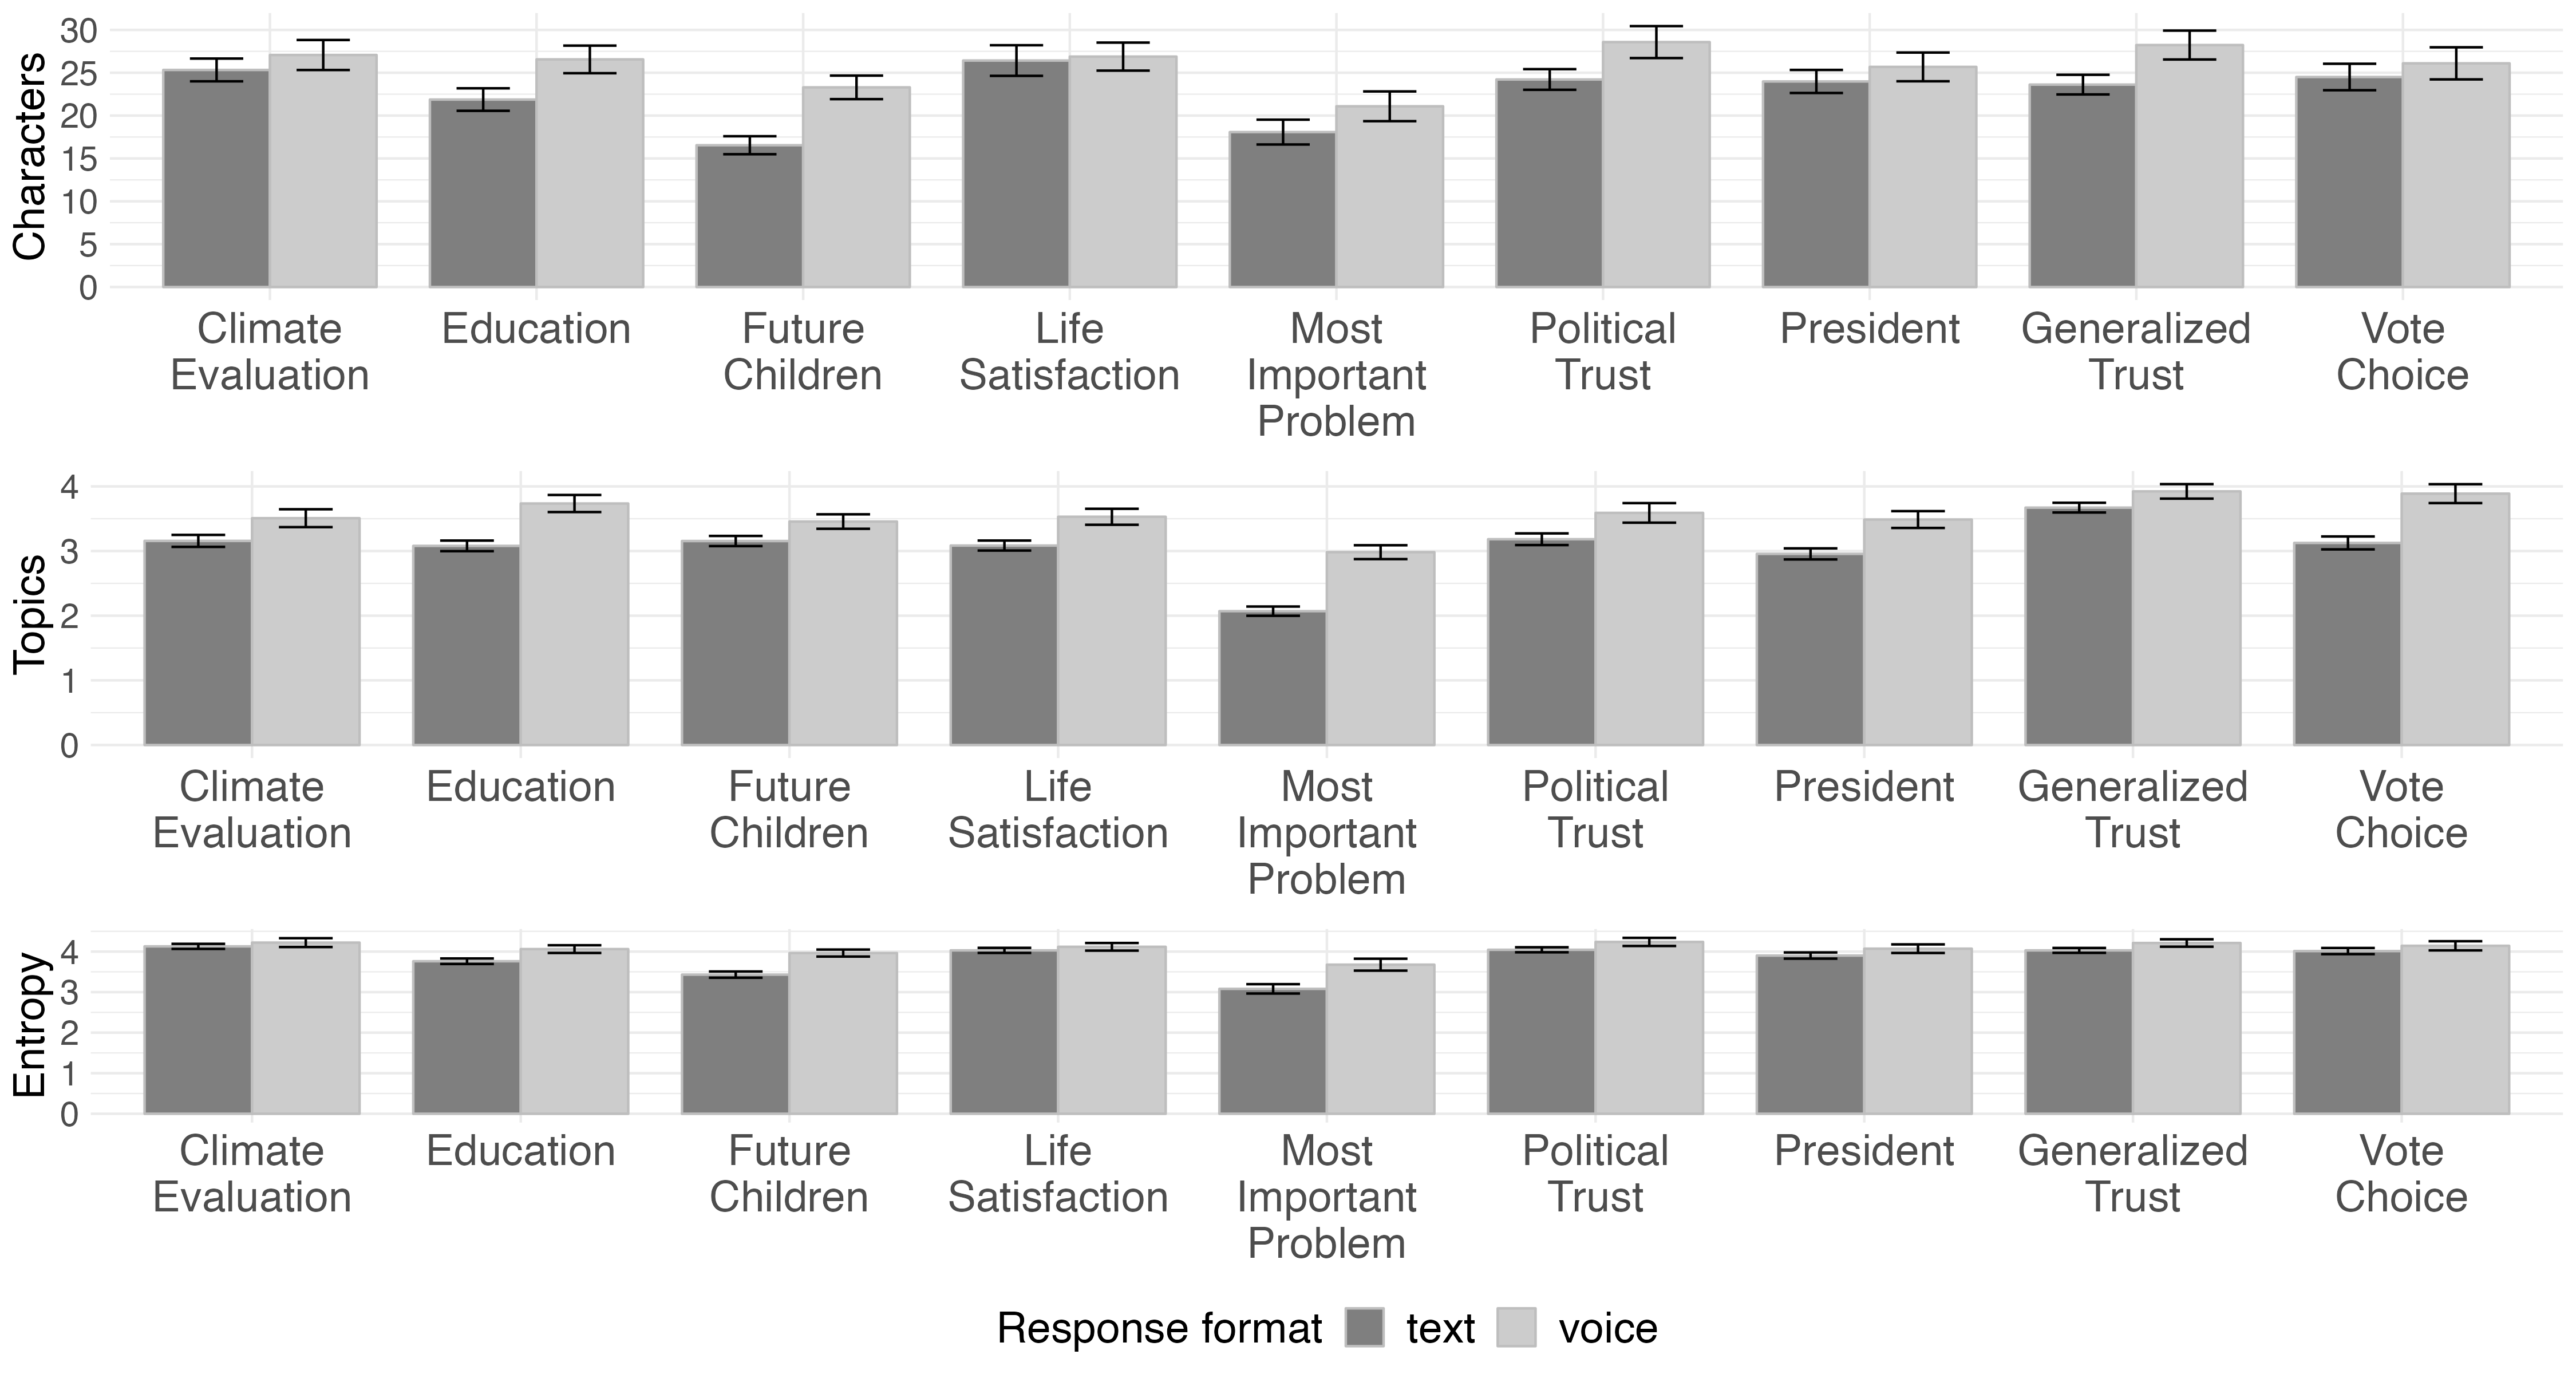 Characters
30
25
20
15
10
5
0
Climate
Evaluation
Education
Future
Children
Life
Satisfaction
Most
Important
Problem
Political
Trust
President
Generalized
Trust
Vote
Choice
Topics
4
3
2
1
0
Climate
Evaluation
Education
Future
Children
Life
Satisfaction
Most
Important
Problem
Political
Trust
President
Generalized
Trust
Vote
Choice
Entropy
4
3
2
1
0
Climate
Evaluation
Education
Future
Children
Life
Satisfaction
Most
Important
Problem
Political
Trust
President
Generalized
Trust
Vote
Choice
Response format text voice